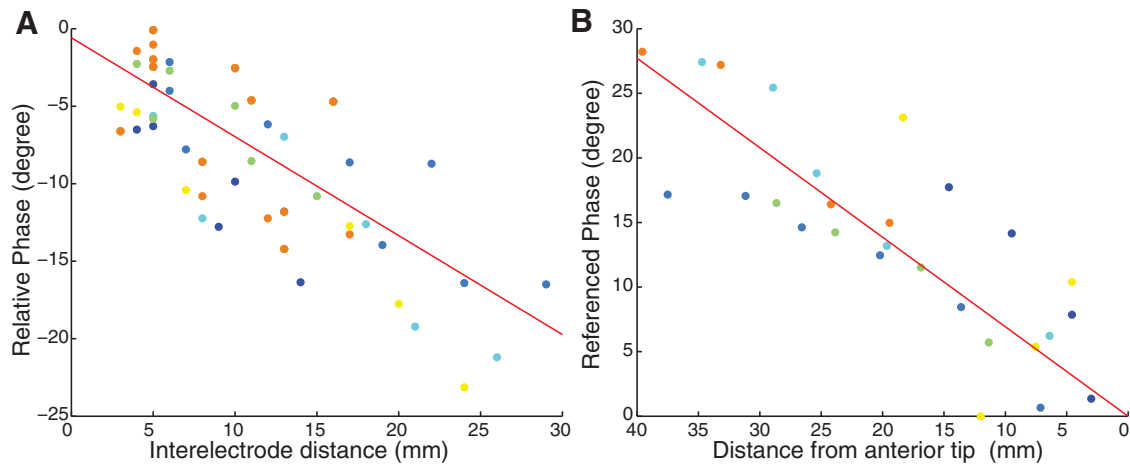 A
Relative Phase (degree)
0
−5
−10
−15
−20
−25
0 5 10 15 20 25 30
Interelectrode distance (mm)
B
Referenced Phase (degree)
30
25
20
15
10
5
0
40 35 30 25 20 15 10 5 0
Distance from anterior tip (mm)